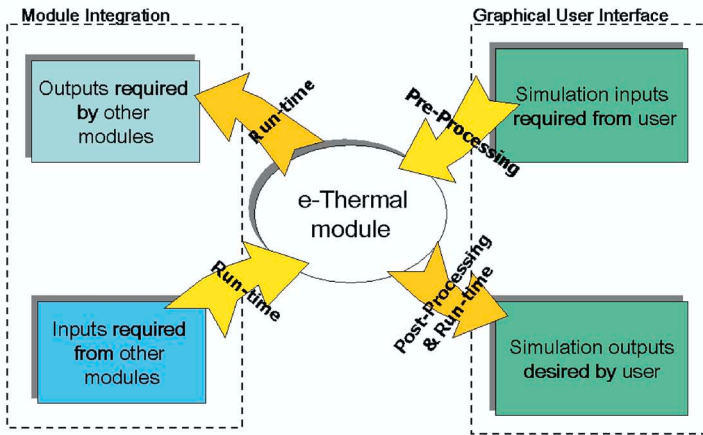 Module Integration
Graphical User Interface
Outputs required
by other
modules
Run-time
Pre-Processing
Simulation inputs
required from user
e-Thermal
module
Inputs required
from other
modules
Run-time
Post-Processing
& Run-time
Simulation outputs
desired by user